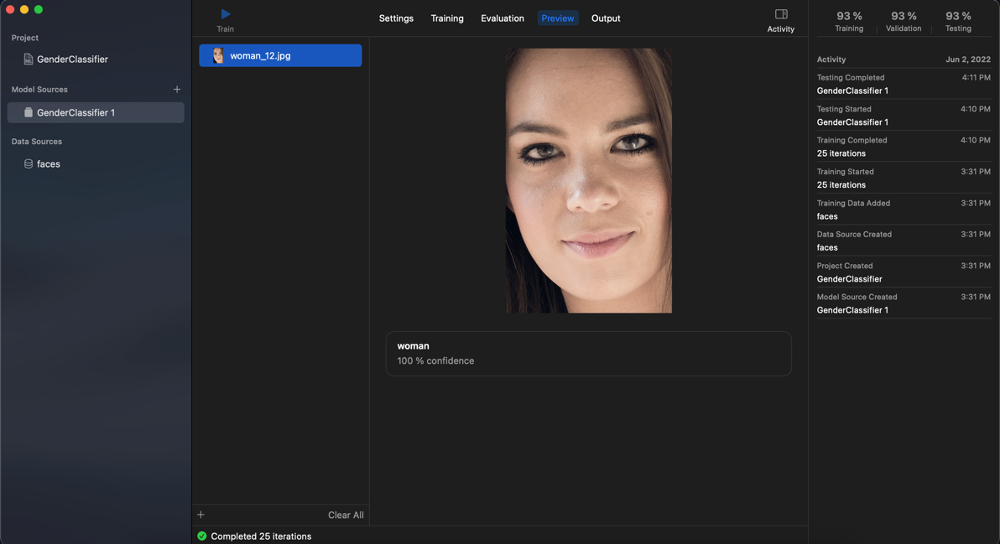 Project
GenderClassifier
Model Sources
GenderClassifier 1
Data Sources
faces
Train
Settings Training Evaluation Preview Output
Activity
woman_12.jpg
woman
100 % confidence
Clear All
Completed 25 iterations
93 % 93 % 93 %
Training Validation Testing
Activity Jun 2, 2022
Testing Completed 4:11 PM
GenderClassifier 1
Testing Started 4:10 PM
GenderClassifier 1
Training Completed 4:10 PM
25 iterations
Training Started 3:31 PM
25 iterations
Training Data Added 3:31 PM
faces
Data Source Created 3:31 PM
faces
Project Created 3:31 PM
GenderClassifier
Model Source Created 3:31 PM
GenderClassifier 1